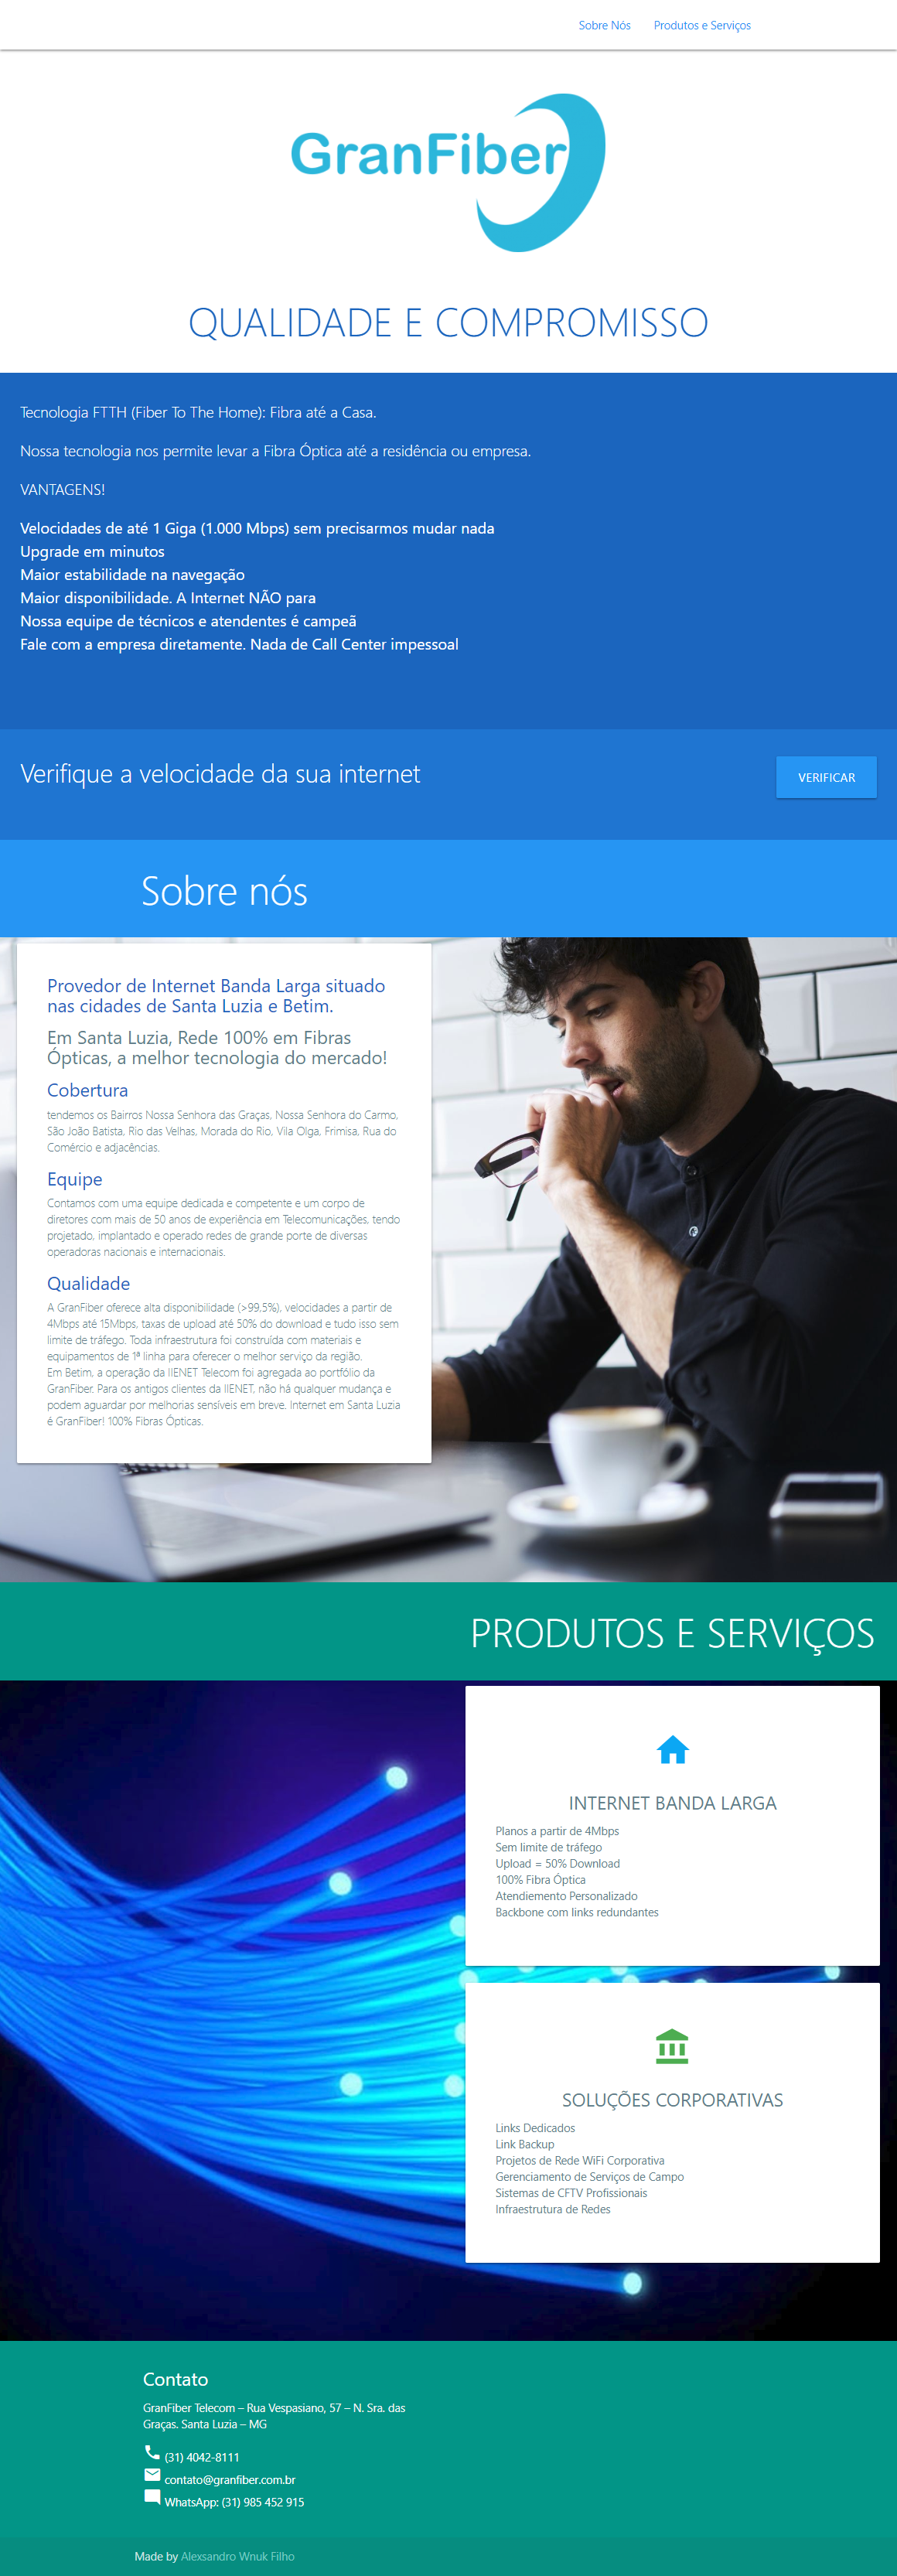 Sobre Nós Produtos e Serviços
GranFiber
QUALIDADE E COMPROMISSO
Tecnologia FTTH (Fiber To The Home): Fibra até a Casa.
Nossa tecnologia nos permite levar a Fibra Óptica até a residência ou empresa.
VANTAGENS!
Velocidades de até 1 Giga (1.000 Mbps) sem precisarmos mudar nada
Upgrade em minutos
Maior estabilidade na navegação
Maior disponibilidade. A Internet NÃO para
Nossa equipe de técnicos e atendentes é campeã
Fale com a empresa diretamente. Nada de Call Center impessoal
Verifique a velocidade da sua internet
VERIFICAR
Sobre nós
Provedor de Internet Banda Larga situado
nas cidades de Santa Luzia e Betim.
Em Santa Luzia, Rede 100% em Fibras
Ópticas, a melhor tecnologia do mercado!
Cobertura
tendemos os Bairros Nossa Senhora das Graças, Nossa Senhora do Carmo,
São João Batista, Rio das Velhas, Morada do Rio, Vila Olga, Frimisa, Rua do
Comércio e adjacências.
Equipe
Contamos com uma equipe dedicada e competente e um corpo de
diretores com mais de 50 anos de experiência em Telecomunicações, tendo
projetado, implantado e operado redes de grande porte de diversas
operadoras nacionais e internacionais.
Qualidade
A GranFiber oferece alta disponibilidade (>99,5%), velocidades a partir de
4Mbps até 15Mbps, taxas de upload até 50% do download e tudo isso sem
limite de tráfego. Toda infraestrutura foi construída com materiais e
equipamentos de 1ª linha para oferecer o melhor serviço da região.
Em Betim, a operação da IIENET Telecom foi agregada ao portfólio da
GranFiber. Para os antigos clientes da IIENET, não há qualquer mudança e
podem aguardar por melhorias sensíveis em breve. Internet em Santa Luzia
é GranFiber! 100% Fibras Ópticas.
PRODUTOS E SERVIÇOS
INTERNET BANDA LARGA
Planos a partir de 4Mbps
Sem limite de tráfego
Upload = 50% Download
100% Fibra Óptica
Atendiemento Personalizado
Backbone com links redundantes
SOLUÇÕES CORPORATIVAS
Links Dedicados
Link Backup
Projetos de Rede WiFi Corporativa
Gerenciamento de Serviços de Campo
Sistemas de CFTV Profissionais
Infraestrutura de Redes
Contato
GranFiber Telecom – Rua Vespasiano, 57 – N. Sra. das
Graças. Santa Luzia – MG
(31) 4042-8111
contato@granfiber.com.br
WhatsApp: (31) 985 452 915
Made by Alexsandro Wnuk Filho